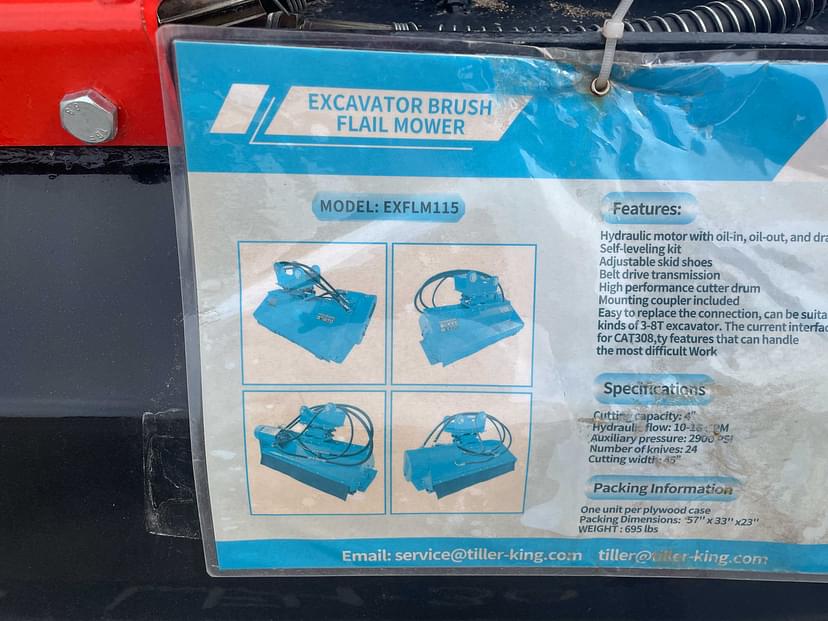 EXCAVATOR BRUSH
FLAIL MOWER
MODEL: EXFLM115
Features:
Hydraulic motor with oil-in, oil-out, and dra
Self-leveling kit
Adjustable skid shoes
Belt drive transmission
High performance cutter drum
Mounting coupler included
Easy to replace the connection, can be suita
kinds of 3-8T excavator. The current interfac
for CAT308,ty features that can handle
the most difficult Work
Specifications
Cutting capacity: 4"
Hydraulic flow: 10-
Auxiliary pressure: 2900 PSI
Number of knives: 24
Cutting width: 45"
Packing Information
One unit per plywood case
Packing Dimensions: 57" x 33" x23"
WEIGHT : 695 lbs
Email: service@tiller-king.com tiller@tiller-king.com